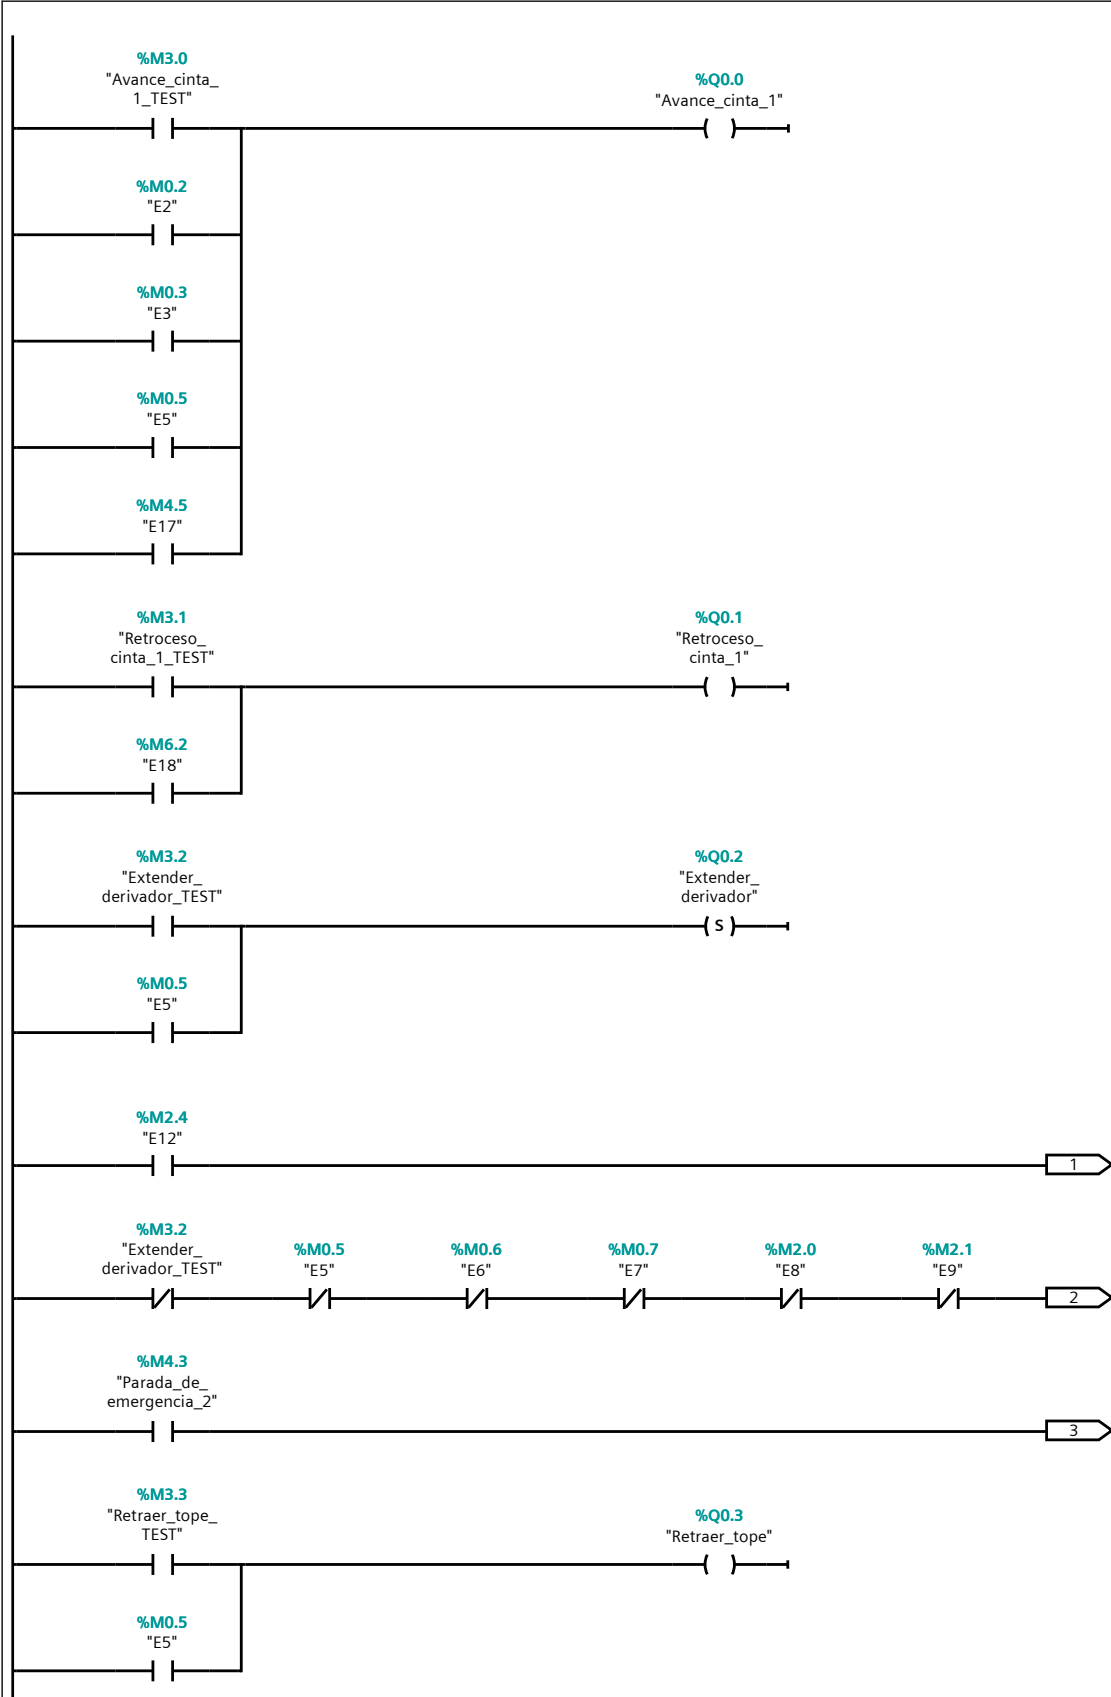 %M3.0
"Avance_cinta_
1_TEST"
%Q0.0
"Avance_cinta_1"
%M0.2
"E2"
%M0.3
"E3"
%M0.5
"E5"
%M4.5
"E17"
%M3.1
"Retroceso_
cinta_1_TEST"
%Q0.1
"Retroceso_
cinta_1"
%M6.2
"E18"
%M3.2
"Extender_
derivador_TEST"
%Q0.2
"Extender_
derivador"
S
%M0.5
"E5"
%M2.4
"E12"
1
%M3.2
"Extender_
derivador_TEST"
%M0.5
"E5"
%M0.6
"E6"
%M0.7
"E7"
%M2.0
"E8"
%M2.1
"E9"
2
%M4.3
"Parada_de_
emergencia_2"
3
%M3.3
"Retraer_tope_
TEST"
%Q0.3
"Retraer_tope"
%M0.5
"E5"